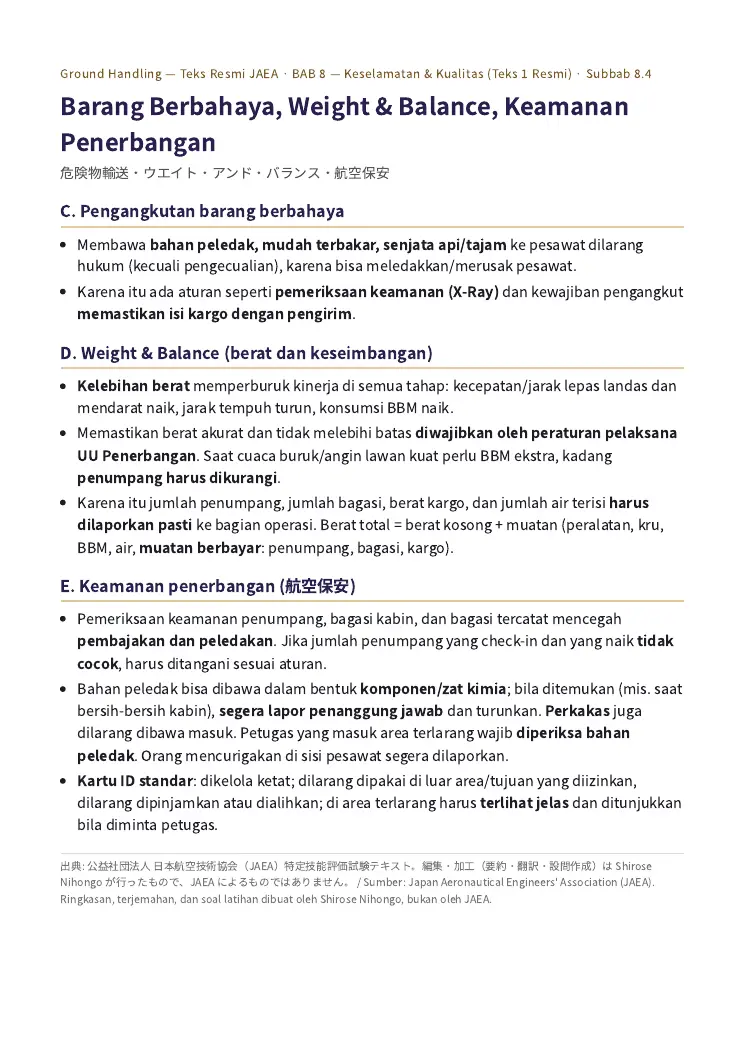 Ground Handling — Teks Resmi JAEA · BAB 8 — Keselamatan & Kualitas (Teks 1 Resmi) · Subbab 8.4
Barang Berbahaya, Weight & Balance, Keamanan
Penerbangan
危険物輸送・ウエイト・アンド・バランス・航空保安
C. Pengangkutan barang berbahaya
• Membawa bahan peledak, mudah terbakar, senjata api/tajam ke pesawat dilarang
hukum (kecuali pengecualian), karena bisa meledakkan/merusak pesawat.
• Karena itu ada aturan seperti pemeriksaan keamanan (X-Ray) dan kewajiban pengangkut
memastikan isi kargo dengan pengirim.
D. Weight & Balance (berat dan keseimbangan)
• Kelebihan berat memperburuk kinerja di semua tahap: kecepatan/jarak lepas landas dan
mendarat naik, jarak tempuh turun, konsumsi BBM naik.
• Memastikan berat akurat dan tidak melebihi batas diwajibkan oleh peraturan pelaksana
UU Penerbangan. Saat cuaca buruk/angin lawan kuat perlu BBM ekstra, kadang
penumpang harus dikurangi.
• Karena itu jumlah penumpang, jumlah bagasi, berat kargo, dan jumlah air terisi harus
dilaporkan pasti ke bagian operasi. Berat total = berat kosong + muatan (peralatan, kru,
BBM, air, muatan berbayar: penumpang, bagasi, kargo).
E. Keamanan penerbangan (航空保安)
• Pemeriksaan keamanan penumpang, bagasi kabin, dan bagasi tercatat mencegah
pembajakan dan peledakan. Jika jumlah penumpang yang check-in dan yang naik tidak
cocok, harus ditangani sesuai aturan.
• Bahan peledak bisa dibawa dalam bentuk komponen/zat kimia; bila ditemukan (mis. saat
bersih-bersih kabin), segera lapor penanggung jawab dan turunkan. Perkakas juga
dilarang dibawa masuk. Petugas yang masuk area terlarang wajib diperiksa bahan
peledak. Orang mencurigakan di sisi pesawat segera dilaporkan.
• Kartu ID standar: dikelola ketat; dilarang dipakai di luar area/tujuan yang diizinkan,
dilarang dipinjamkan atau dialihkan; di area terlarang harus terlihat jelas dan ditunjukkan
bila diminta petugas.
出典: 公益社団法人 日本航空技術協会（JAEA）特定技能評価試験テキスト。編集・加工（要約・翻訳・設問作成）は Shirose
Nihongo が行ったもので、JAEA によるものではありません。 / Sumber: Japan Aeronautical Engineers' Association (JAEA).
Ringkasan, terjemahan, dan soal latihan dibuat oleh Shirose Nihongo, bukan oleh JAEA.